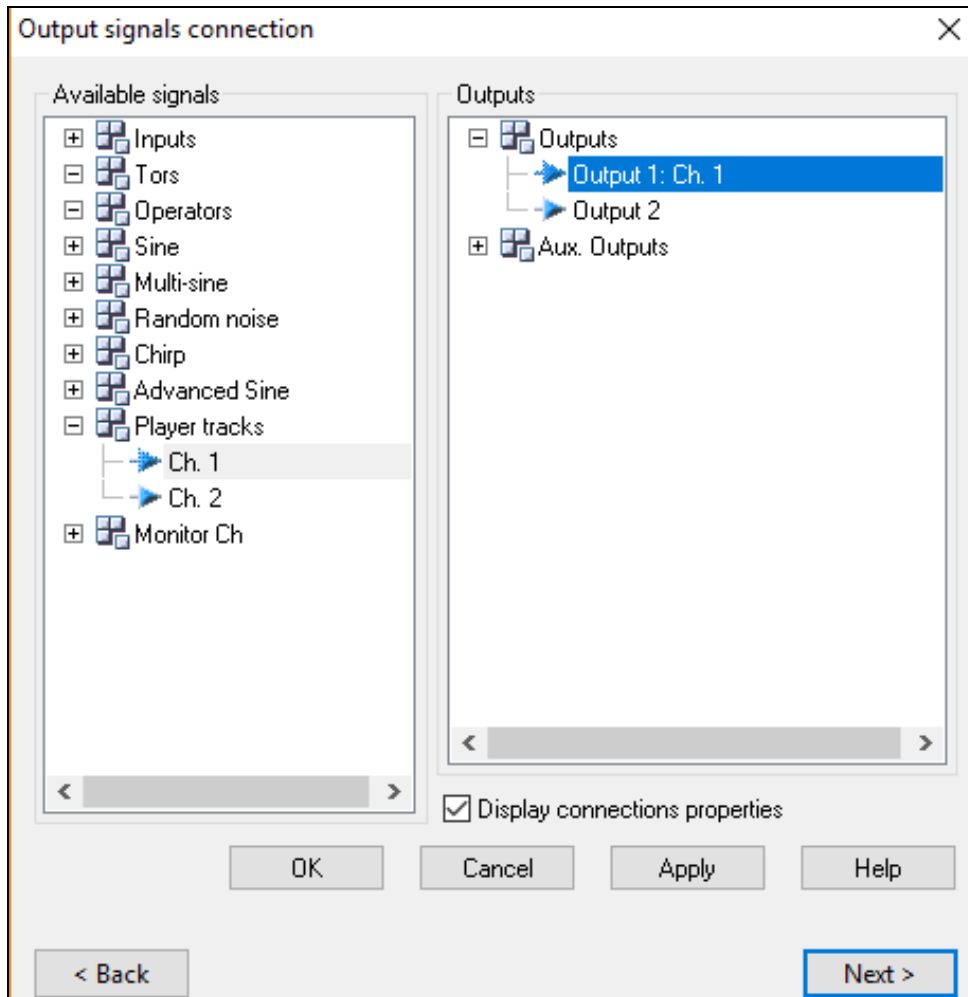 Output signals connection
Available signals
Inputs
Tors
Operators
Sine
Multi-sine
Random noise
Chirp
Advanced Sine
Player tracks
Ch. 1
Ch. 2
Monitor Ch
Outputs
Outputs
Output 1: Ch. 1
Output 2
Aux. Outputs
Display connections properties
OK Cancel Apply Help
< Back Next >